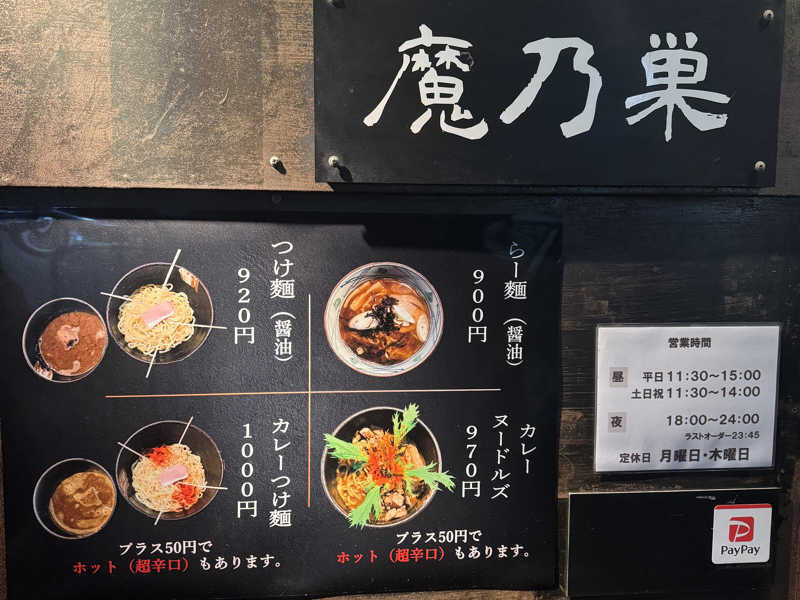 魔乃巣
らー麺（醤油）
900円
つけ麵（醤油）
920円
カレー
ヌードルズ
970円
カレーつけ麵
1000円
プラス50円で
ホット（超辛口）もあります。
プラス50円で
ホット（超辛口）もあります。
営業時間
昼 平日 11:30～15:00
土日祝 11:30～14:00
夜 18:00～24:00
ラストオーダー23:45
定休日 月曜日・木曜日
PayPay